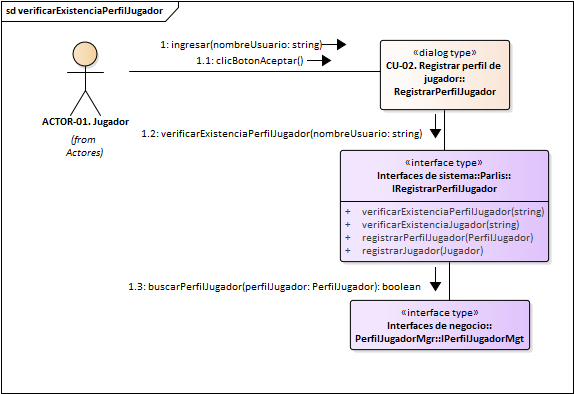 sd verificarExistenciaPerfilJugador
1: ingresar(nombreUsuario: string)
1.1: clicBotonAceptar()
«dialog type»
CU-02. Registrar perfil de
jugador::
RegistrarPerfilJugador
ACTOR-01. Jugador
(from
Actores)
1.2: verificarExistenciaPerfilJugador(nombreUsuario: string)
«interface type»
Interfaces de sistema::Parlis::
IRegistrarPerfilJugador
+ verificarExistenciaPerfilJugador(string)
+ verificarExistenciaJugador(string)
+ registrarPerfilJugador(PerfilJugador)
+ registrarJugador(Jugador)
1.3: buscarPerfilJugador(perfilJugador: PerfilJugador): boolean
«interface type»
Interfaces de negocio::
PerfilJugadorMgr::IPerfilJugadorMgt